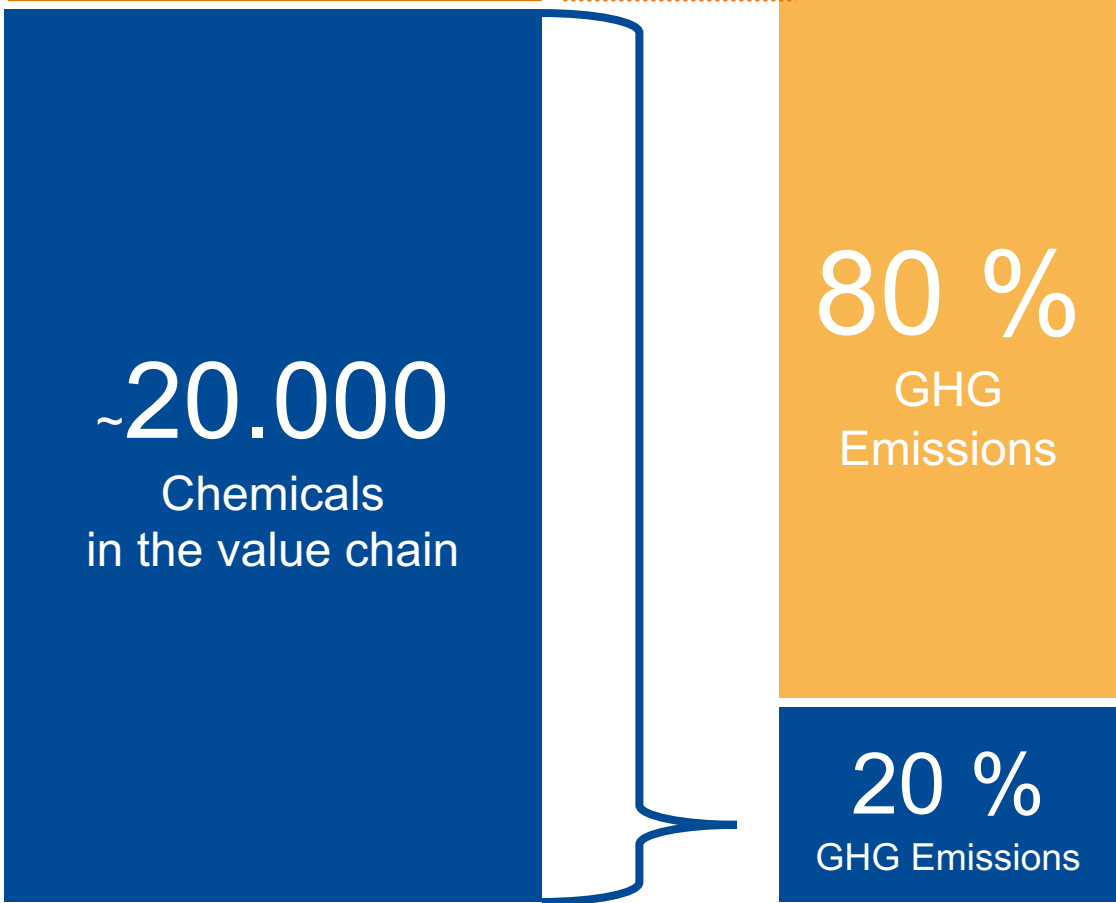 ~20.000
Chemicals
in the value chain
80 %
GHG
Emissions
20 %
GHG Emissions